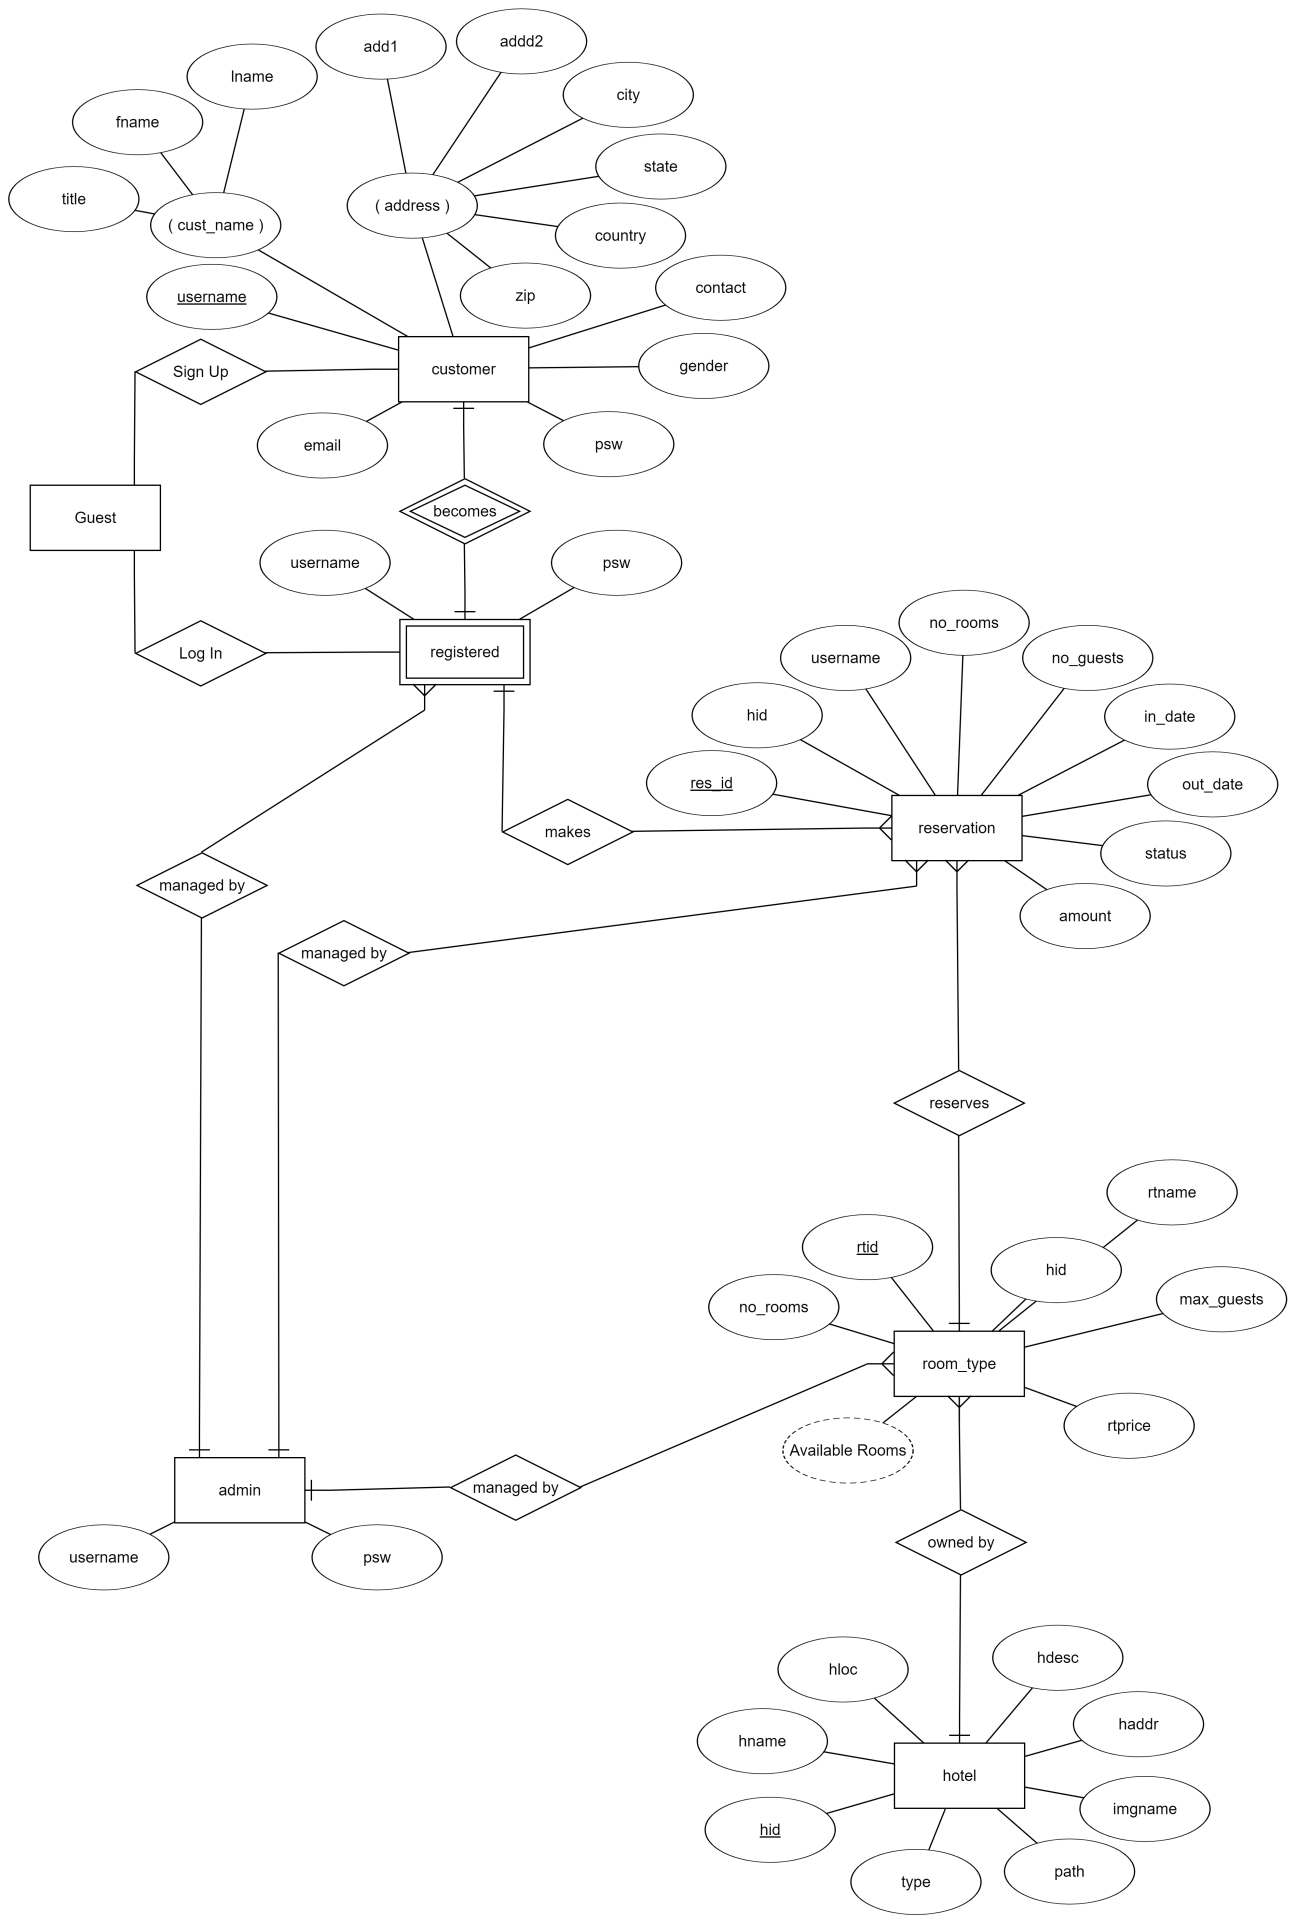 add1
addd2
lname
city
fname
state
title
( cust_name )
( address )
country
username
zip
contact
Sign Up
customer
gender
email
psw
Guest
becomes
username
psw
registered
Log In
no_rooms
username
no_guests
hid
in_date
res_id
out_date
makes
reservation
status
managed by
amount
managed by
reserves
rtname
rtid
hid
no_rooms
max_guests
room_type
rtprice
Available Rooms
admin
managed by
owned by
username
psw
hloc
hdesc
hname
haddr
hotel
imgname
hid
type
path